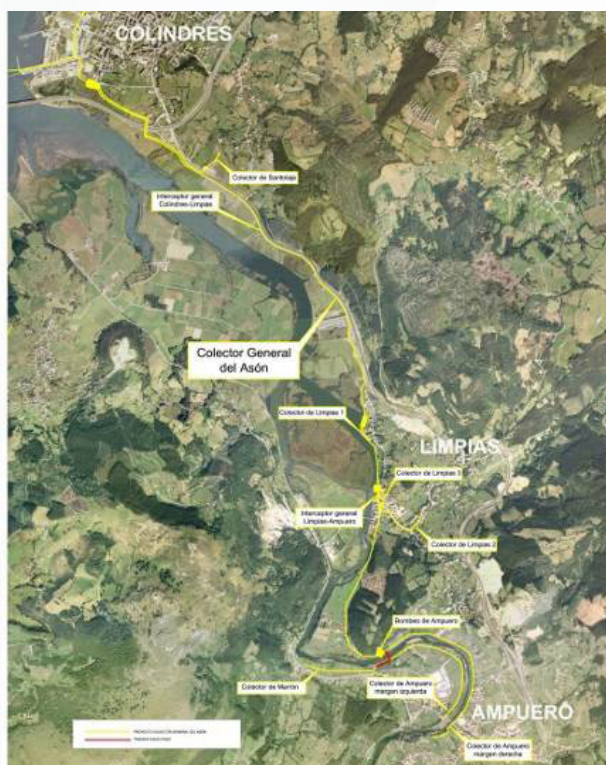 COLINDRES
Colector de Santolaja
Interceptor general
Colindres-Limpias
Colector General
del Asón
Colector de Limpias 1
LIMPIAS
Colector de Limpias 3
Interceptor general
Limpias-Ampuero
Colector de Limpias 2
Bombeo de Ampuero
Colector de Marrón
Colector de Ampuero
margen izquierda
AMPUERO
Colector de Ampuero
margen derecha